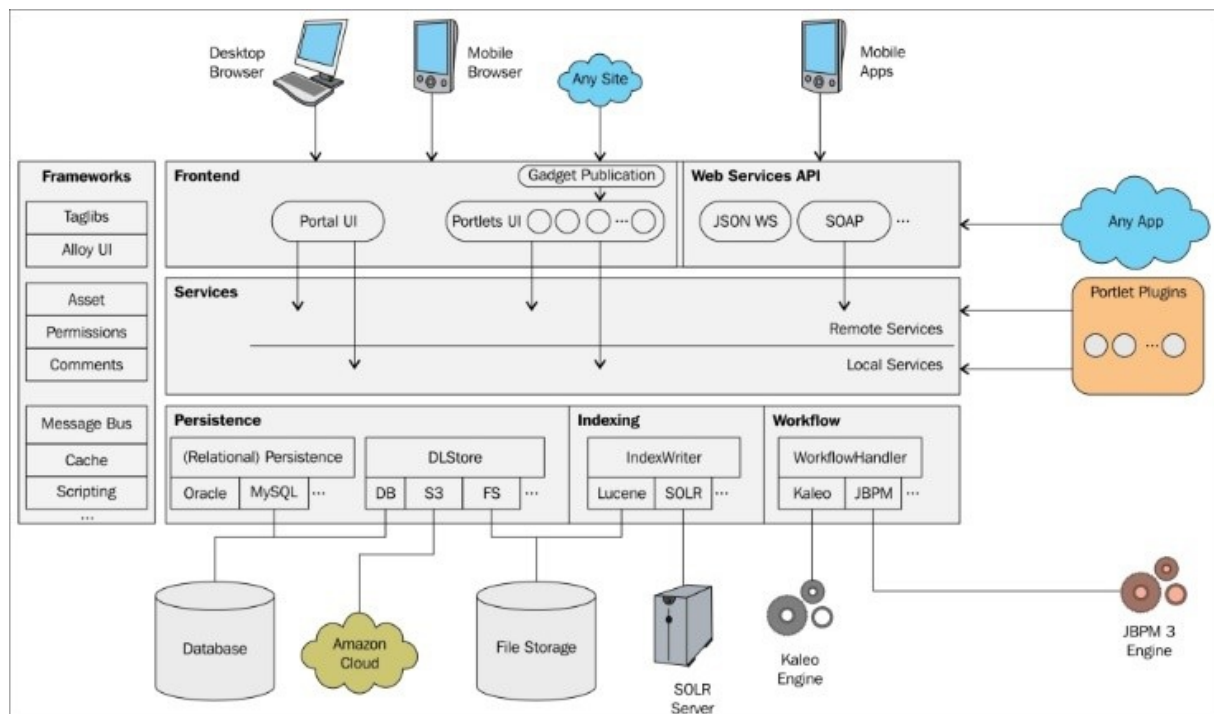 Desktop
Browser
Mobile
Browser
Any Site
Mobile
Apps
Frameworks
Taglibs
Alloy UI
Asset
Permissions
Comments
Message Bus
Cache
Scripting
...
Frontend
Gadget Publication
Portal UI
Portlets UI
...
Web Services API
JSON WS
SOAP
...
Any App
Services
Remote Services
Local Services
Portlet Plugins
...
Persistence
(Relational) Persistence
Oracle
MySQL
...
DLStore
DB
S3
FS
...
Indexing
IndexWriter
Lucene
SOLR
...
Workflow
WorkflowHandler
Kaleo
JBPM
...
Database
Amazon
Cloud
File Storage
SOLR
Server
Kaleo
Engine
JBPM 3
Engine